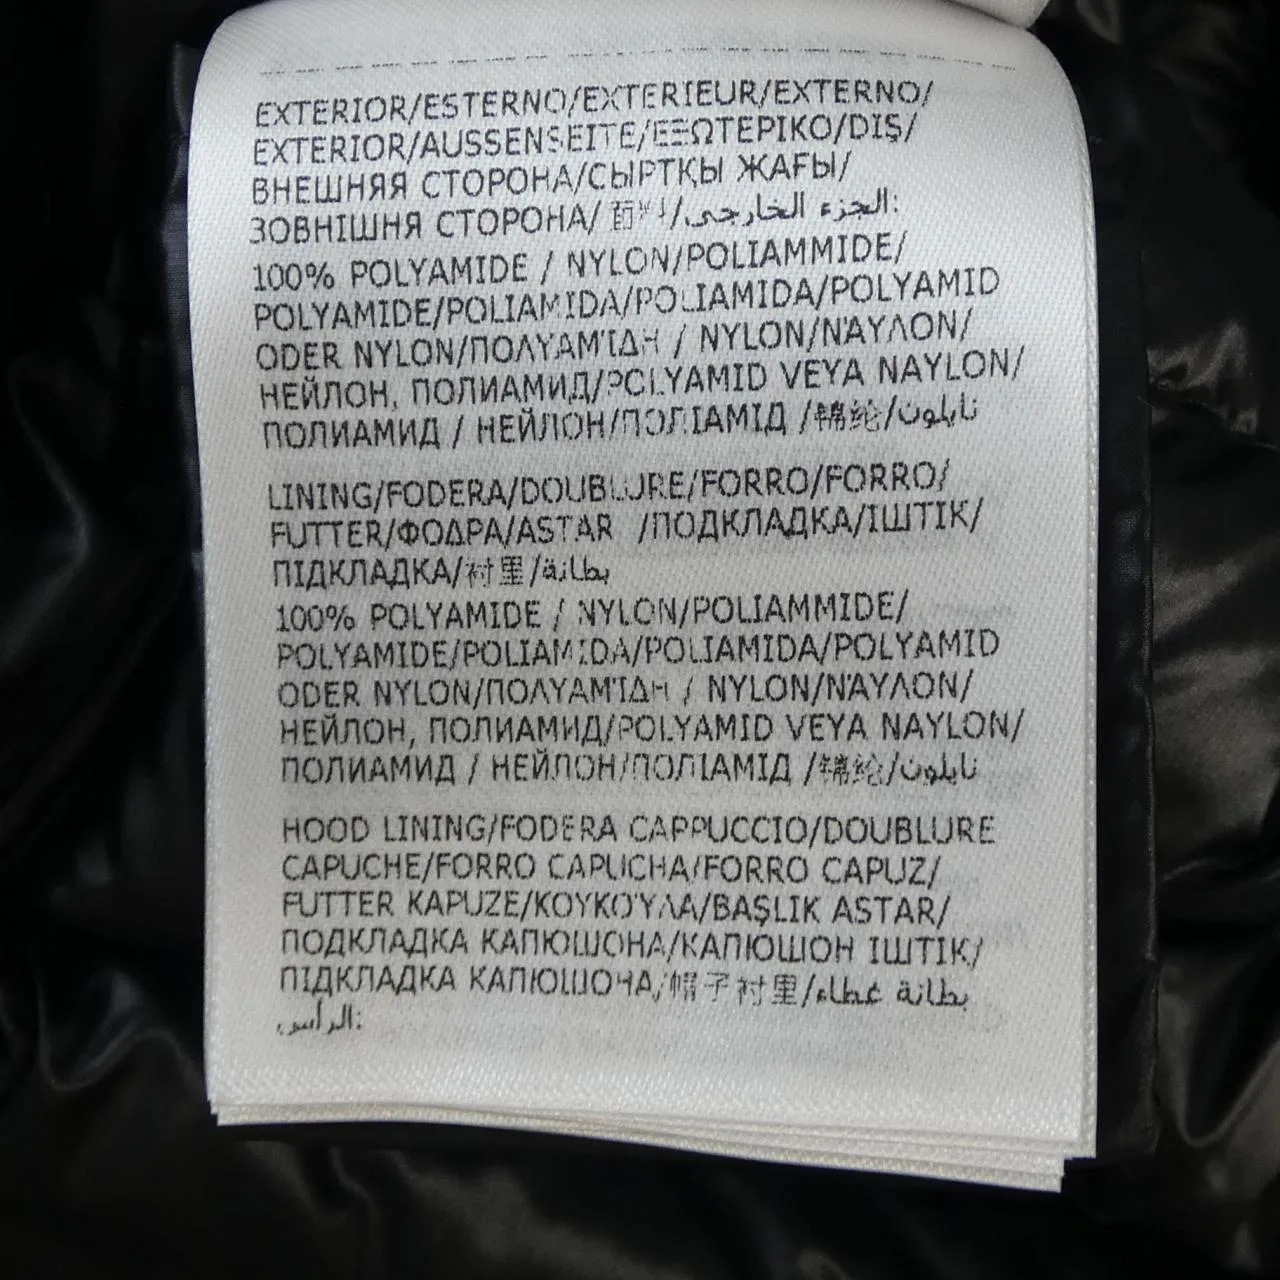 EXTERIOR/ESTERNO/EXTERIEUR/EXTERNO/
EXTERIOR/AUSSENSEITE/ΕΞΩΤΕΡΙΚΟ/DIŞ/
ВНЕШНЯЯ СТОРОНА/СЫРТҚЫ ЖАҒЫ/
ЗОВНІШНЯ СТОРОНА/ 面料/الجزء الخارجي:
100% POLYAMIDE / NYLON/POLIAMMIDE/
POLYAMIDE/POLIAMIDA/POLIAMIDA/POLYAMID
ODER NYLON/ΠΟΛΥΑΜΊΔΗ / NYLON/ΝΆΥΛΟΝ/
НЕЙЛОН, ПОЛИАМИД/POLYAMID VEYA NAYLON/
ПОЛИАМИД / НЕЙЛОН/ПОЛІАМІД /锦纶/نايلون
LINING/FODERA/DOUBLURE/FORRO/FORRO/
FUTTER/ΦΟΔΡΑ/ASTAR /ПОДКЛАДКА/ІШТІК/
ПІДКЛАДКА/衬里/بطانة
100% POLYAMIDE / NYLON/POLIAMMIDE/
POLYAMIDE/POLIAMIDA/POLIAMIDA/POLYAMID
ODER NYLON/ΠΟΛΥΑΜΊΔΗ / NYLON/ΝΆΥΛΟΝ/
НЕЙЛОН, ПОЛИАМИД/POLYAMID VEYA NAYLON/
ПОЛИАМИД / НЕЙЛОН/ПОЛІАМІД /锦纶/نايلون
HOOD LINING/FODERA CAPPUCCIO/DOUBLURE
CAPUCHE/FORRO CAPUCHA/FORRO CAPUZ/
FUTTER KAPUZE/ΚΟΥΚΟΎΛΑ/BAŞLIK ASTAR/
ПОДКЛАДКА КАПЮШОНА/КАПЮШОН ІШТІК/
ПІДКЛАДКА КАПЮШОНА/帽子衬里/بطانة غطاء
الرأس: